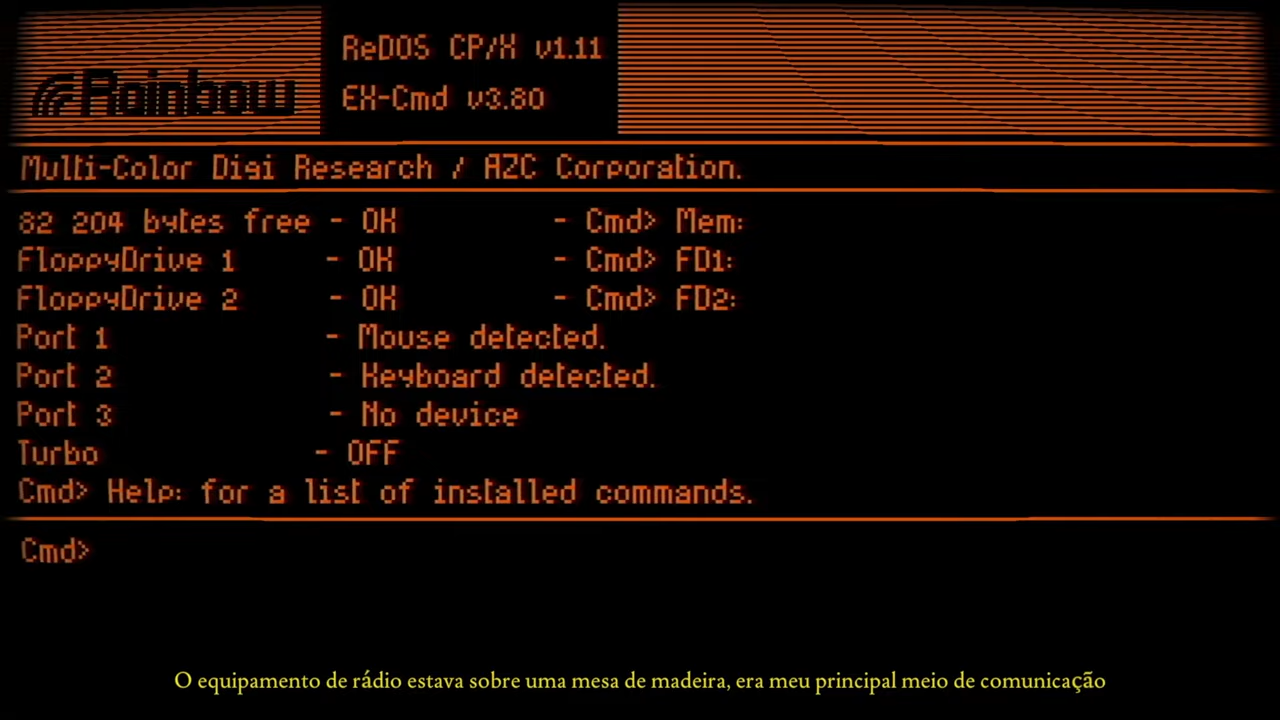 Rainbow
ReDOS CP/X v1.11
EX-Cmd v3.80
Multi-Color Digi Research / AZC Corporation.
82 204 bytes free - OK - Cmd> Mem:
FloppyDrive 1 - OK - Cmd> FD1:
FloppyDrive 2 - OK - Cmd> FD2:
Port 1 - Mouse detected.
Port 2 - Keyboard detected.
Port 3 - No device
Turbo - OFF
Cmd> Help: for a list of installed commands.
Cmd>
O equipamento de rádio estava sobre uma mesa de madeira, era meu principal meio de comunicação